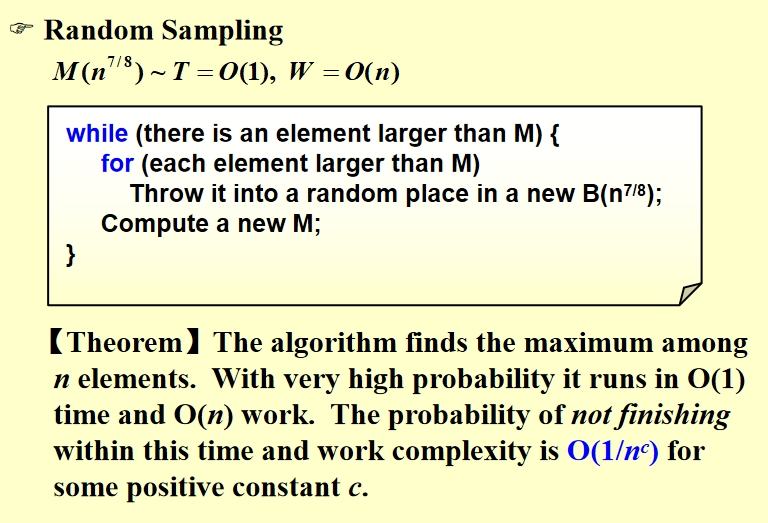 ☞ Random Sampling
M(n^{7/8}) ~ T = O(1), W = O(n)
while (there is an element larger than M) {
for (each element larger than M)
Throw it into a random place in a new B(n^{7/8});
Compute a new M;
}
【Theorem】The algorithm finds the maximum among
n elements. With very high probability it runs in O(1)
time and O(n) work. The probability of not finishing
within this time and work complexity is O(1/n^c) for
some positive constant c.